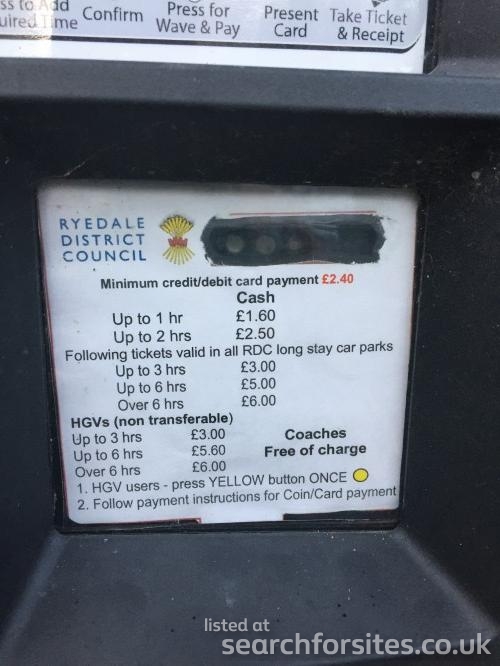 ss to Add
uired Time
Confirm
Press for
Wave & Pay
Present
Card
Take Ticket
& Receipt
RYEDALE
DISTRICT
COUNCIL
Minimum credit/debit card payment £2.40
Cash
Up to 1 hr £1.60
Up to 2 hrs £2.50
Following tickets valid in all RDC long stay car parks
Up to 3 hrs £3.00
Up to 6 hrs £5.00
Over 6 hrs £6.00
HGVs (non transferable)
Up to 3 hrs £3.00
Up to 6 hrs £5.60
Over 6 hrs £6.00
Coaches
Free of charge
1. HGV users - press YELLOW button ONCE
2. Follow payment instructions for Coin/Card payment
listed at
searchforsites.co.uk